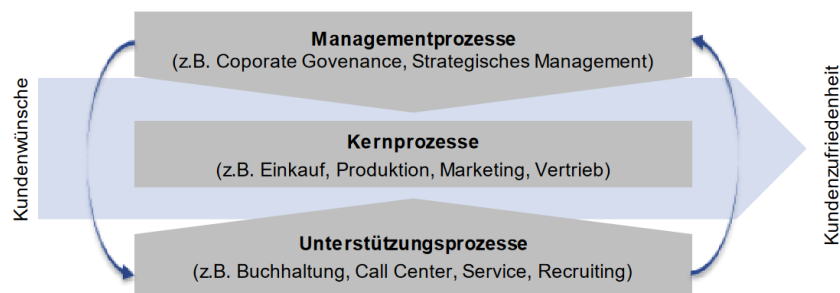 Managementprozesse
(z.B. Coporate Govenance, Strategisches Management)
Kundenwünsche
Kernprozesse
(z.B. Einkauf, Produktion, Marketing, Vertrieb)
Kundenzufriedenheit
Unterstützungsprozesse
(z.B. Buchhaltung, Call Center, Service, Recruiting)